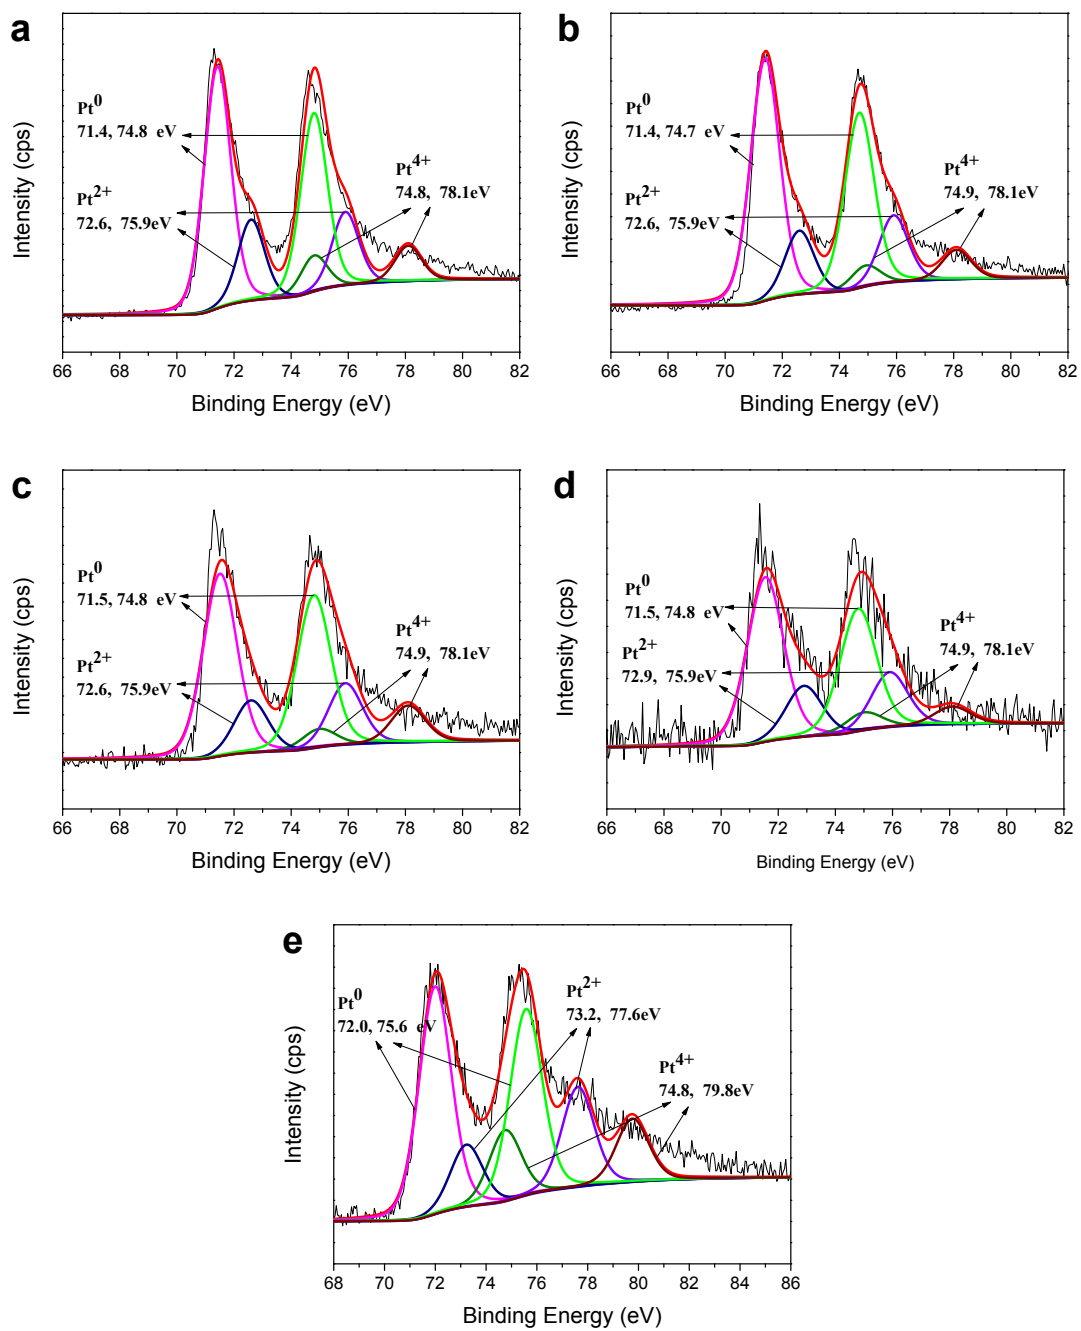 a
Intensity (cps)
Pt0
71.4, 74.8 eV
Pt2+
72.6, 75.9eV
Pt4+
74.8, 78.1eV
66 68 70 72 74 76 78 80 82
Binding Energy (eV)
b
Intensity (cps)
Pt0
71.4, 74.7 eV
Pt2+
72.6, 75.9eV
Pt4+
74.9, 78.1eV
66 68 70 72 74 76 78 80 82
Binding Energy (eV)
c
Intensity (cps)
Pt0
71.5, 74.8 eV
Pt2+
72.6, 75.9eV
Pt4+
74.9, 78.1eV
66 68 70 72 74 76 78 80 82
Binding Energy (eV)
d
Intensity (cps)
Pt0
71.5, 74.8 eV
Pt2+
72.9, 75.9eV
Pt4+
74.9, 78.1eV
66 68 70 72 74 76 78 80 82
Binding Energy (eV)
e
Intensity (cps)
Pt0
72.0, 75.6 eV
Pt2+
73.2, 77.6eV
Pt4+
74.8, 79.8eV
68 70 72 74 76 78 80 82 84 86
Binding Energy (eV)